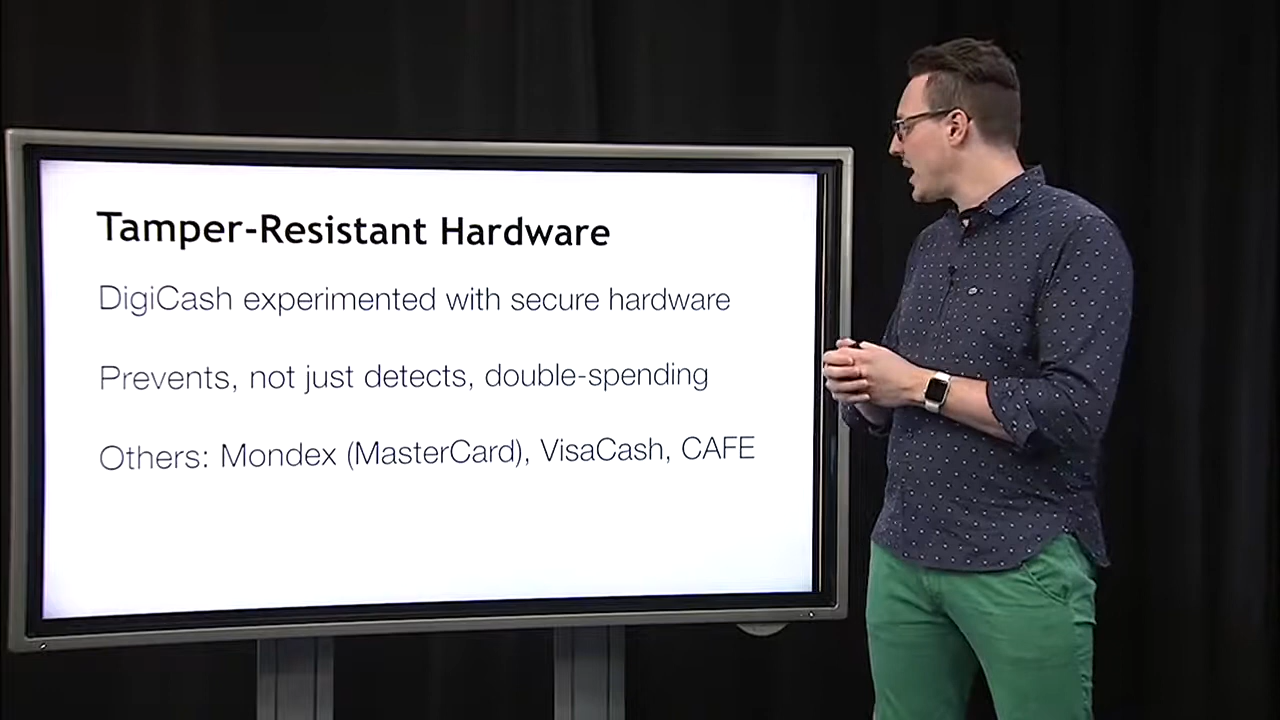 Tamper-Resistant Hardware
DigiCash experimented with secure hardware
Prevents, not just detects, double-spending
Others: Mondex (MasterCard), VisaCash, CAFE